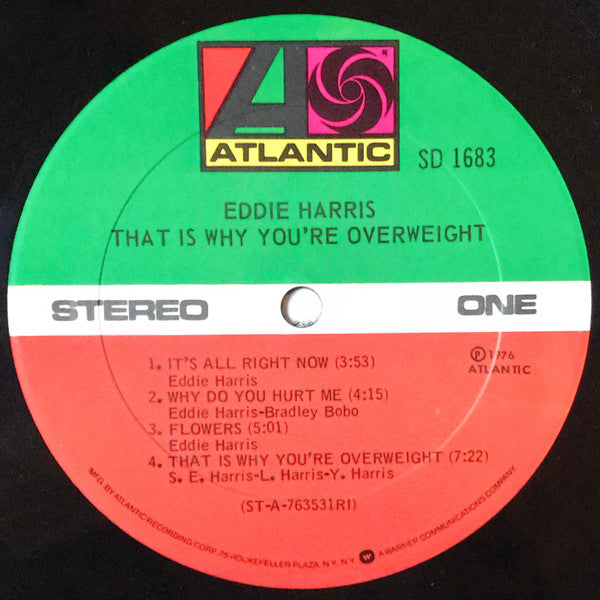 ATLANTIC
SD 1683
EDDIE HARRIS
THAT IS WHY YOU'RE OVERWEIGHT
STEREO
ONE
1. IT'S ALL RIGHT NOW (3:53)
Eddie Harris
2. WHY DO YOU HURT ME (4:15)
Eddie Harris-Bradley Bobo
3. FLOWERS (5:01)
Eddie Harris
4. THAT IS WHY YOU'RE OVERWEIGHT (7:22)
S. E. Harris-L. Harris-Y. Harris
(ST-A-763531RI)
Ⓟ 1976
ATLANTIC
MFG. BY ATLANTIC RECORDING CORP. 75 ROCKEFELLER PLAZA, N.Y. N.Y. W A WARNER COMMUNICATIONS COMPANY